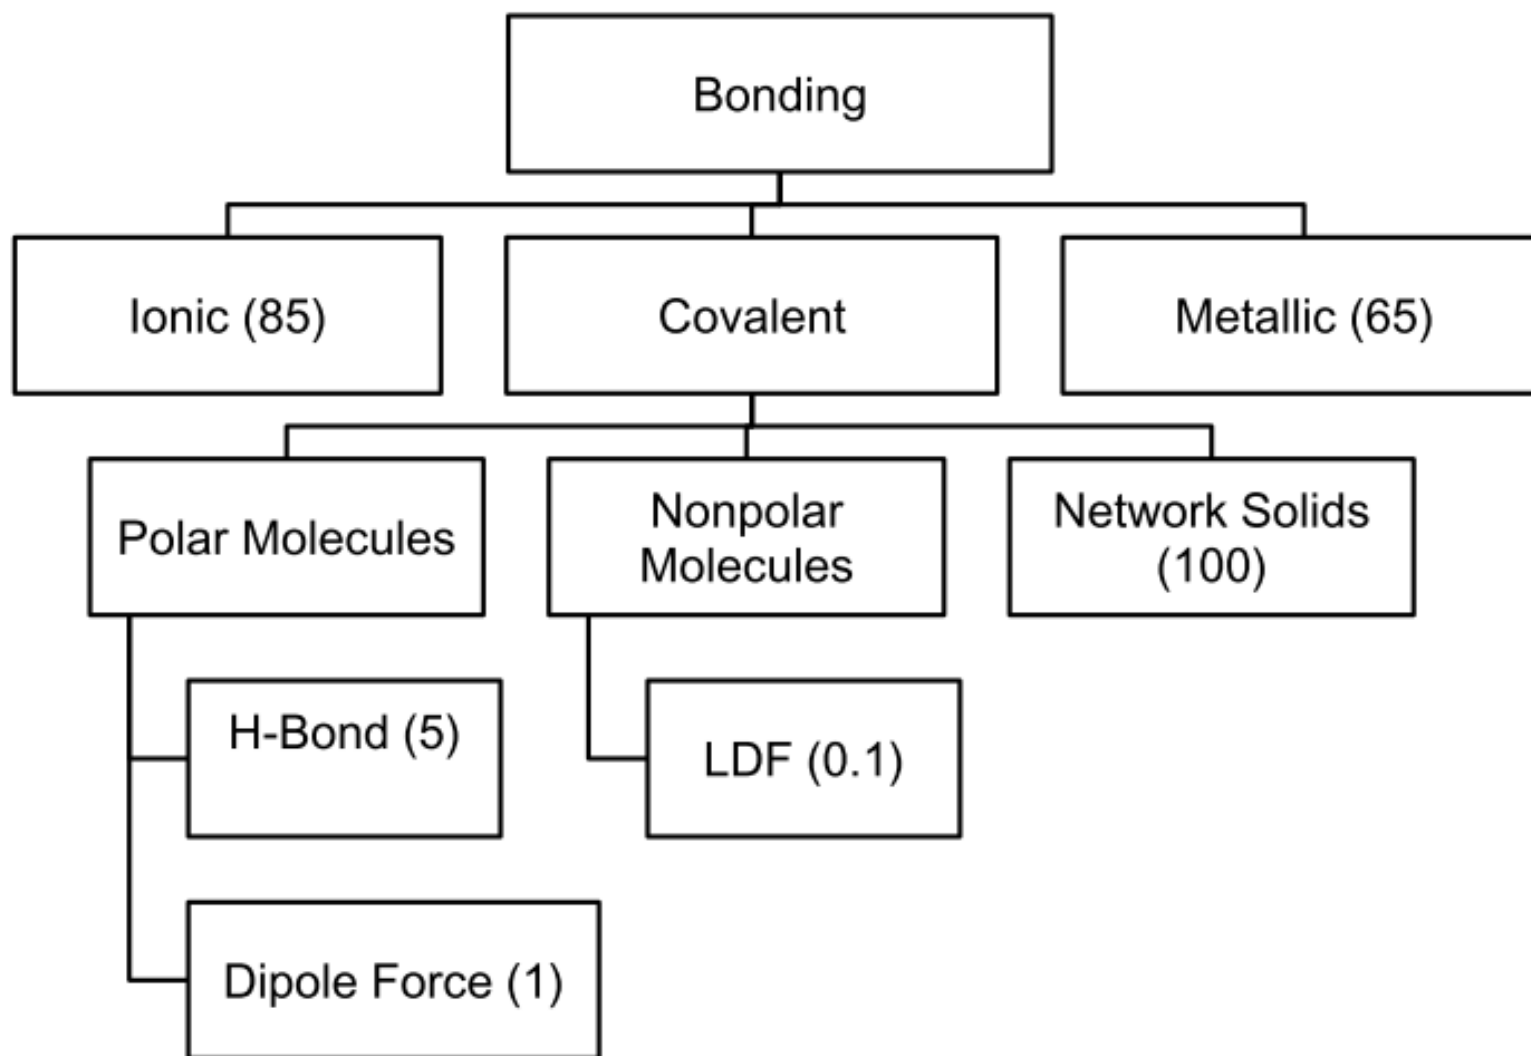 Bonding
Ionic (85)
Covalent
Metallic (65)
Polar Molecules
Nonpolar
Molecules
Network Solids
(100)
H-Bond (5)
LDF (0.1)
Dipole Force (1)